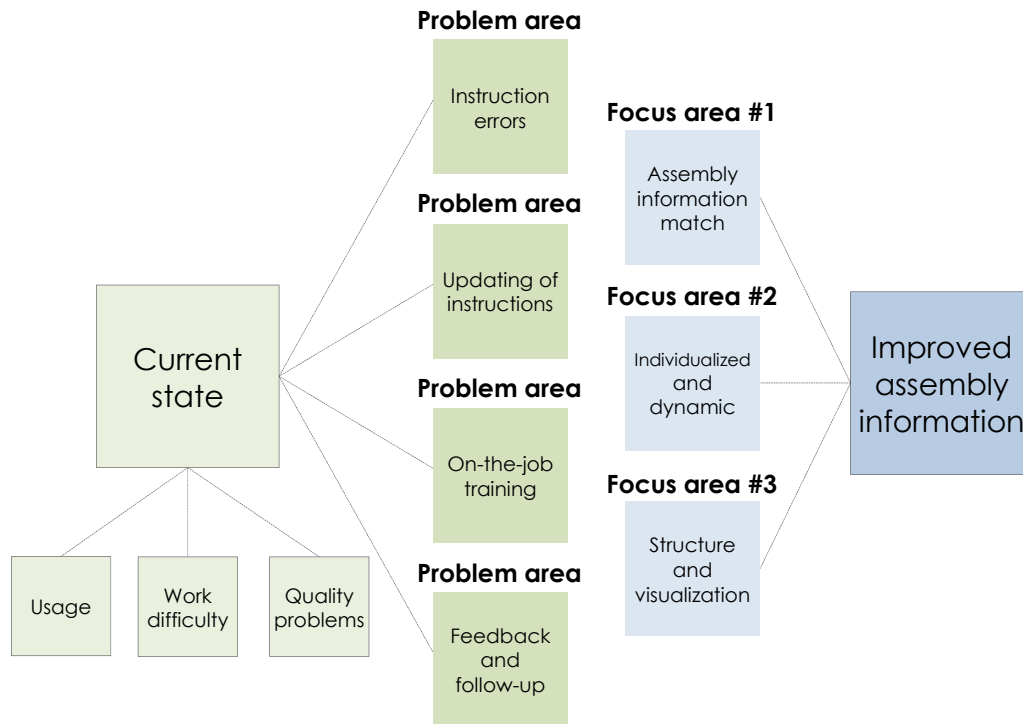 Current
state
Usage
Work
difficulty
Quality
problems
Problem area
Instruction
errors
Problem area
Updating of
instructions
Problem area
On-the-job
training
Problem area
Feedback
and
follow-up
Focus area #1
Assembly
information
match
Focus area #2
Individualized
and
dynamic
Focus area #3
Structure
and
visualization
Improved
assembly
information